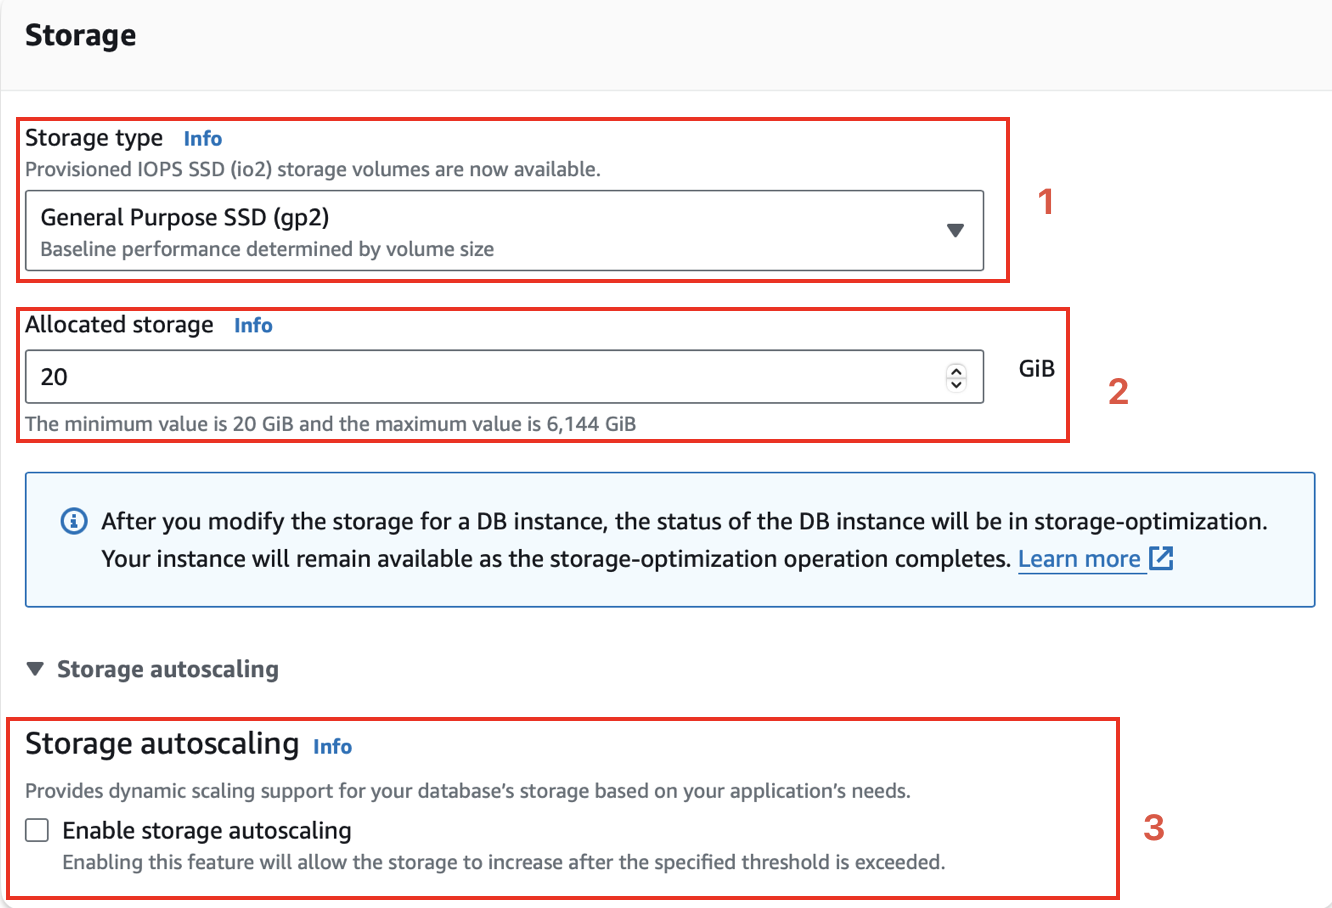 Storage
Storage type Info
Provisioned IOPS SSD (io2) storage volumes are now available.
General Purpose SSD (gp2)
Baseline performance determined by volume size
1
Allocated storage Info
20
GiB
The minimum value is 20 GiB and the maximum value is 6,144 GiB
2
After you modify the storage for a DB instance, the status of the DB instance will be in storage-optimization.
Your instance will remain available as the storage-optimization operation completes. Learn more
Storage autoscaling
Storage autoscaling Info
Provides dynamic scaling support for your database’s storage based on your application’s needs.
Enable storage autoscaling
Enabling this feature will allow the storage to increase after the specified threshold is exceeded.
3